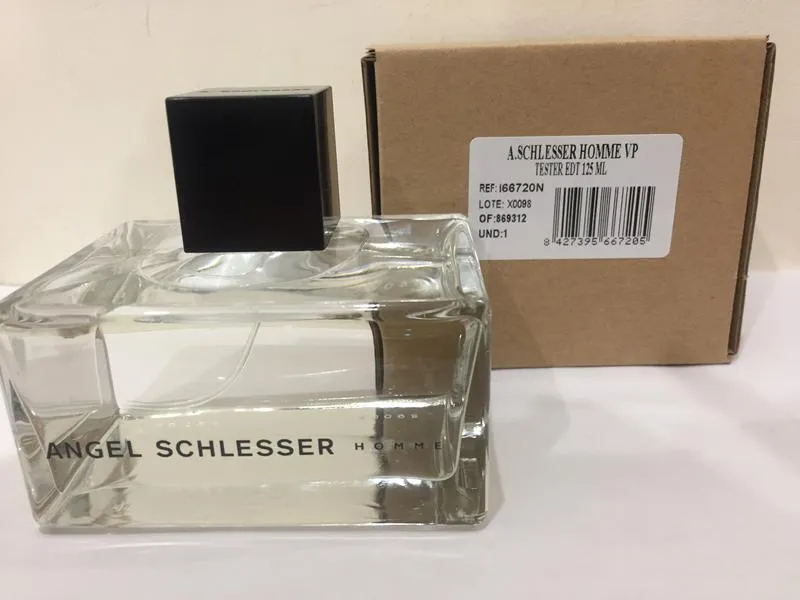 A.SCHLESSER HOMME VP
TESTER EDT 125 ML
REF: I66720N
LOTE: X0098
OF:869312
UND:1
8 427395 667205
ANGEL SCHLESSER HOMME